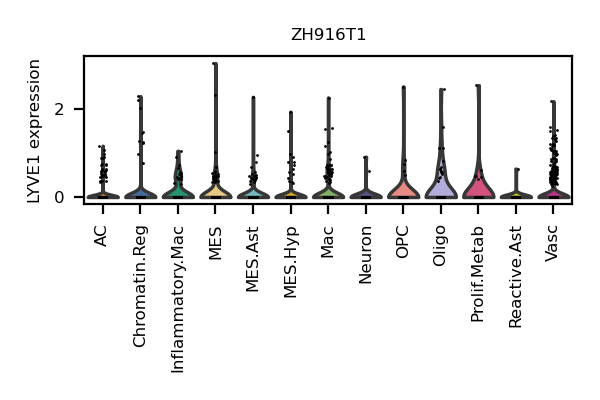 ZH916T1
LYVE1 expression
2
0
AC
Chromatin.Reg
Inflammatory.Mac
MES
MES.Ast
MES.Hyp
Mac
Neuron
OPC
Oligo
Prolif.Metab
Reactive.Ast
Vasc